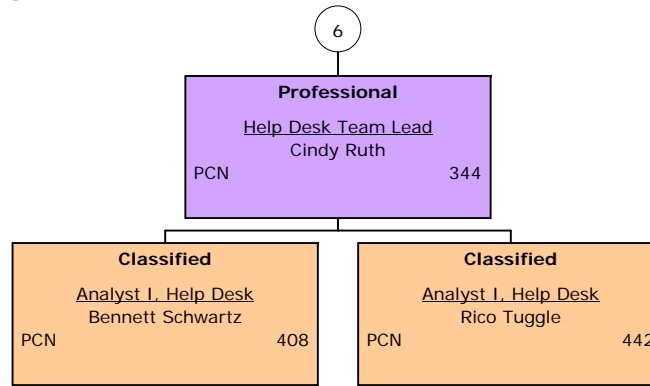 6
Professional
Help Desk Team Lead
Cindy Ruth
PCN 344
Classified
Analyst I, Help Desk
Bennett Schwartz
PCN 408
Classified
Analyst I, Help Desk
Rico Tuggle
PCN 442